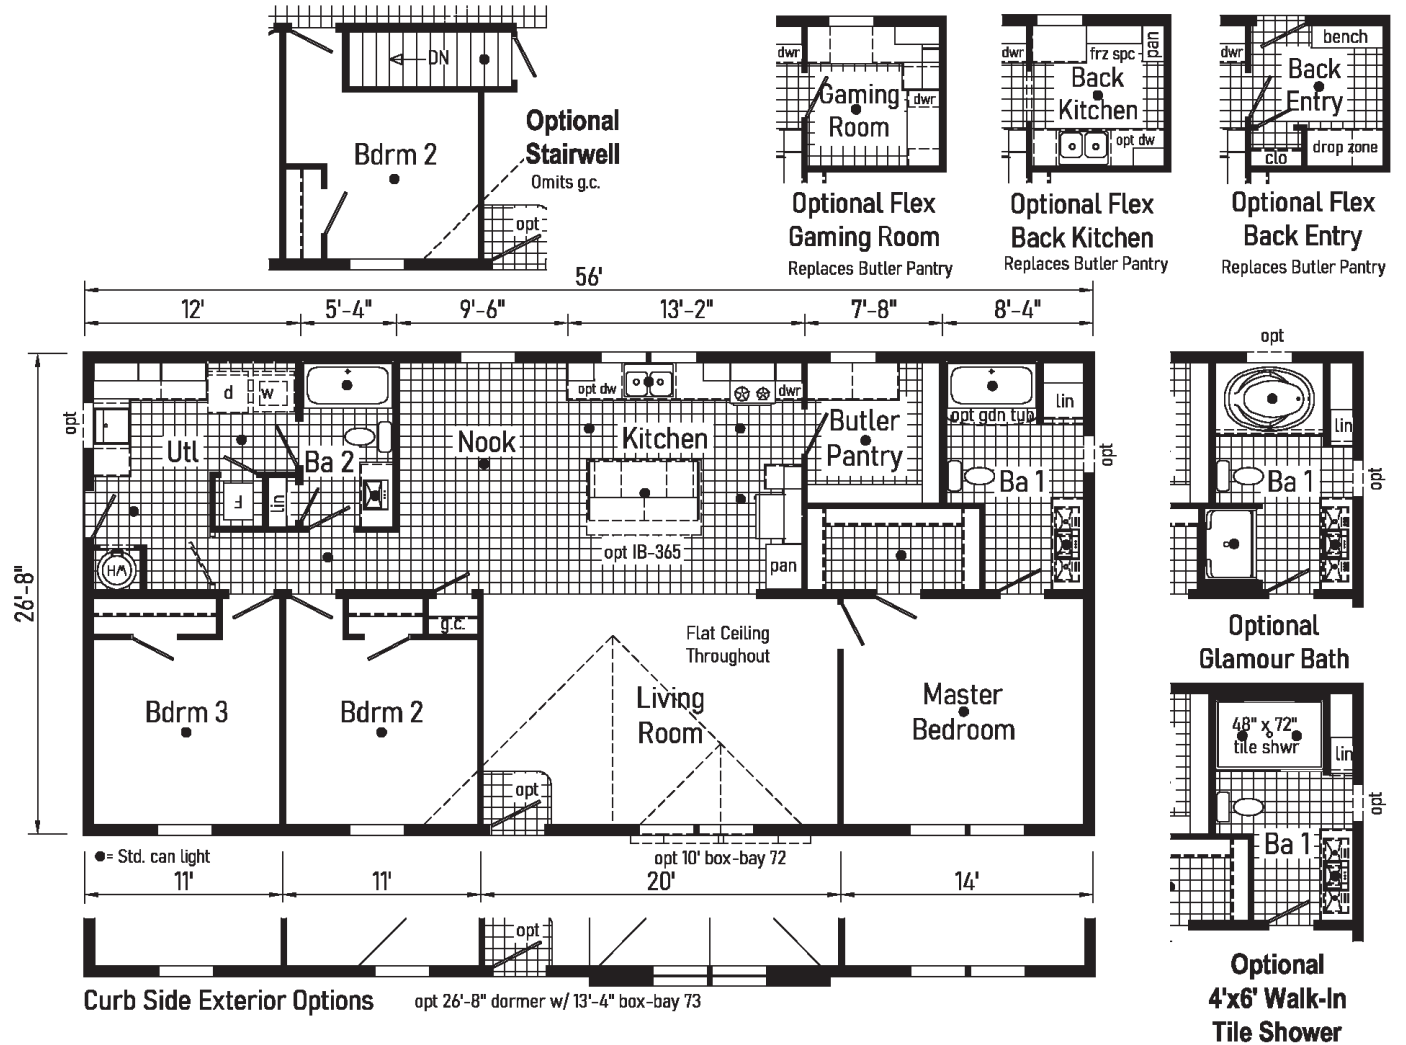 DN
Bdrm 2
opt
Optional
Stairwell
Omits g.c.
dwr
Gaming
Room
dwr
Optional Flex
Gaming Room
Replaces Butler Pantry
dwr
frz spc
pan
Back
Kitchen
opt dw
Optional Flex
Back Kitchen
Replaces Butler Pantry
dwr
bench
Back
Entry
clo
drop zone
Optional Flex
Back Entry
Replaces Butler Pantry
56'
12'
5'-4"
9'-6"
13'-2"
7'-8"
8'-4"
26'-8"
opt
d
w
Utl
F
lin
WH
Ba 2
Nook
opt dw
dwr
Kitchen
opt IB-365
pan
Butler
Pantry
opt gdn tub
lin
Ba 1
opt
g.c.
Bdrm 3
Bdrm 2
Flat Ceiling
Throughout
Living
Room
opt
Master
Bedroom
= Std. can light
opt 10' box-bay 72
11'
11'
20'
14'
opt
Curb Side Exterior Options
opt 26'-8" dormer w/ 13'-4" box-bay 73
opt
lin
Ba 1
opt
Optional
Glamour Bath
48" x 72"
tile shwr
lin
opt
Ba 1
Optional
4'x6' Walk-In
Tile Shower